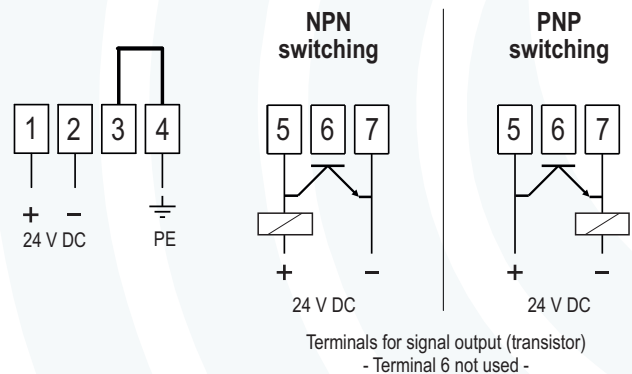 NPN
switching
PNP
switching
1 2 3 4
5 6 7
5 6 7
+ −
24 V DC
PE
+ −
24 V DC
+ −
24 V DC
Terminals for signal output (transistor)
- Terminal 6 not used -